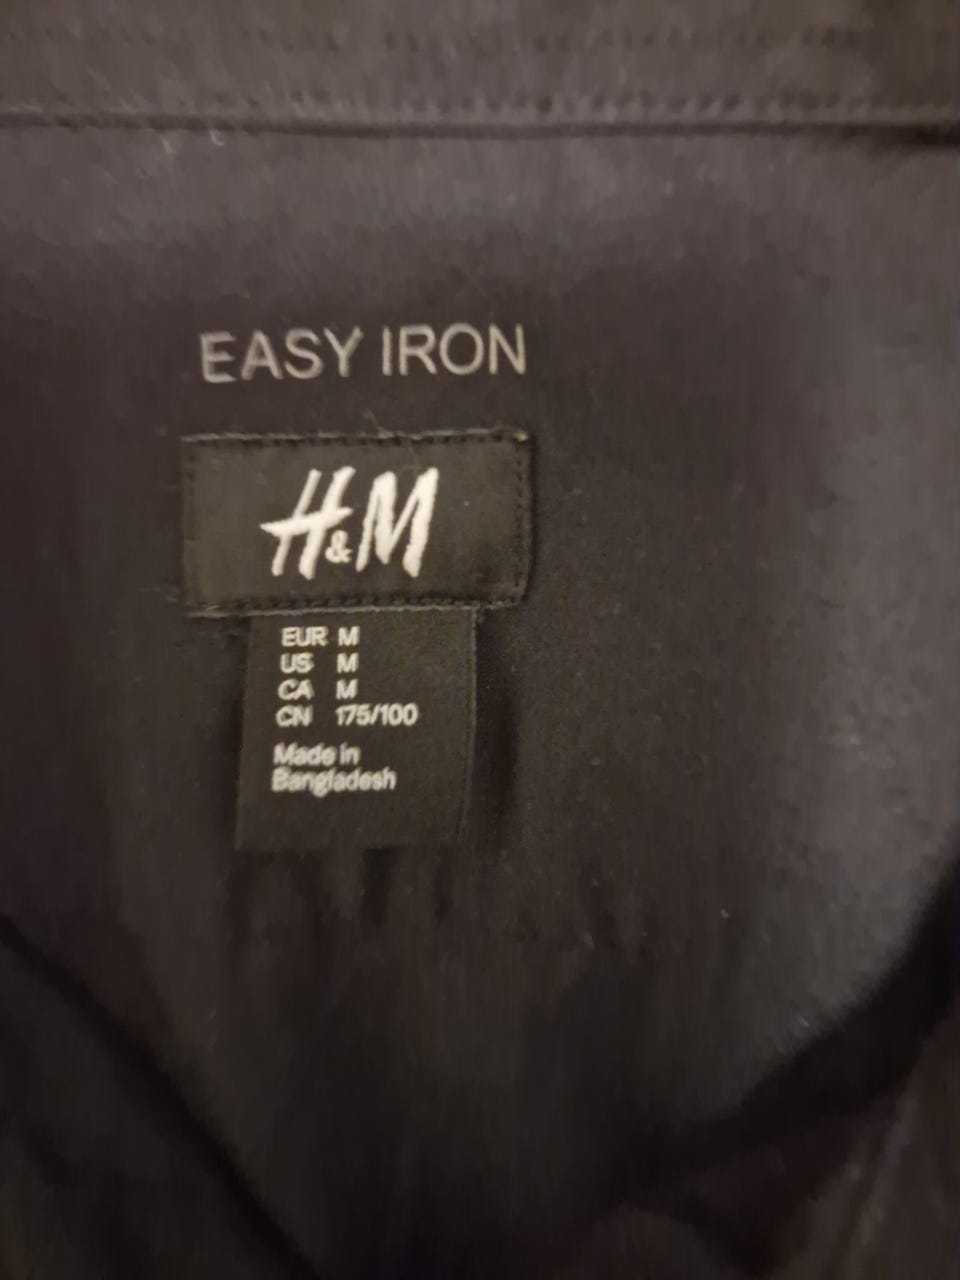 EASY IRON
H&M
EUR M
US M
CA M
CN 175/100
Made in
Bangladesh